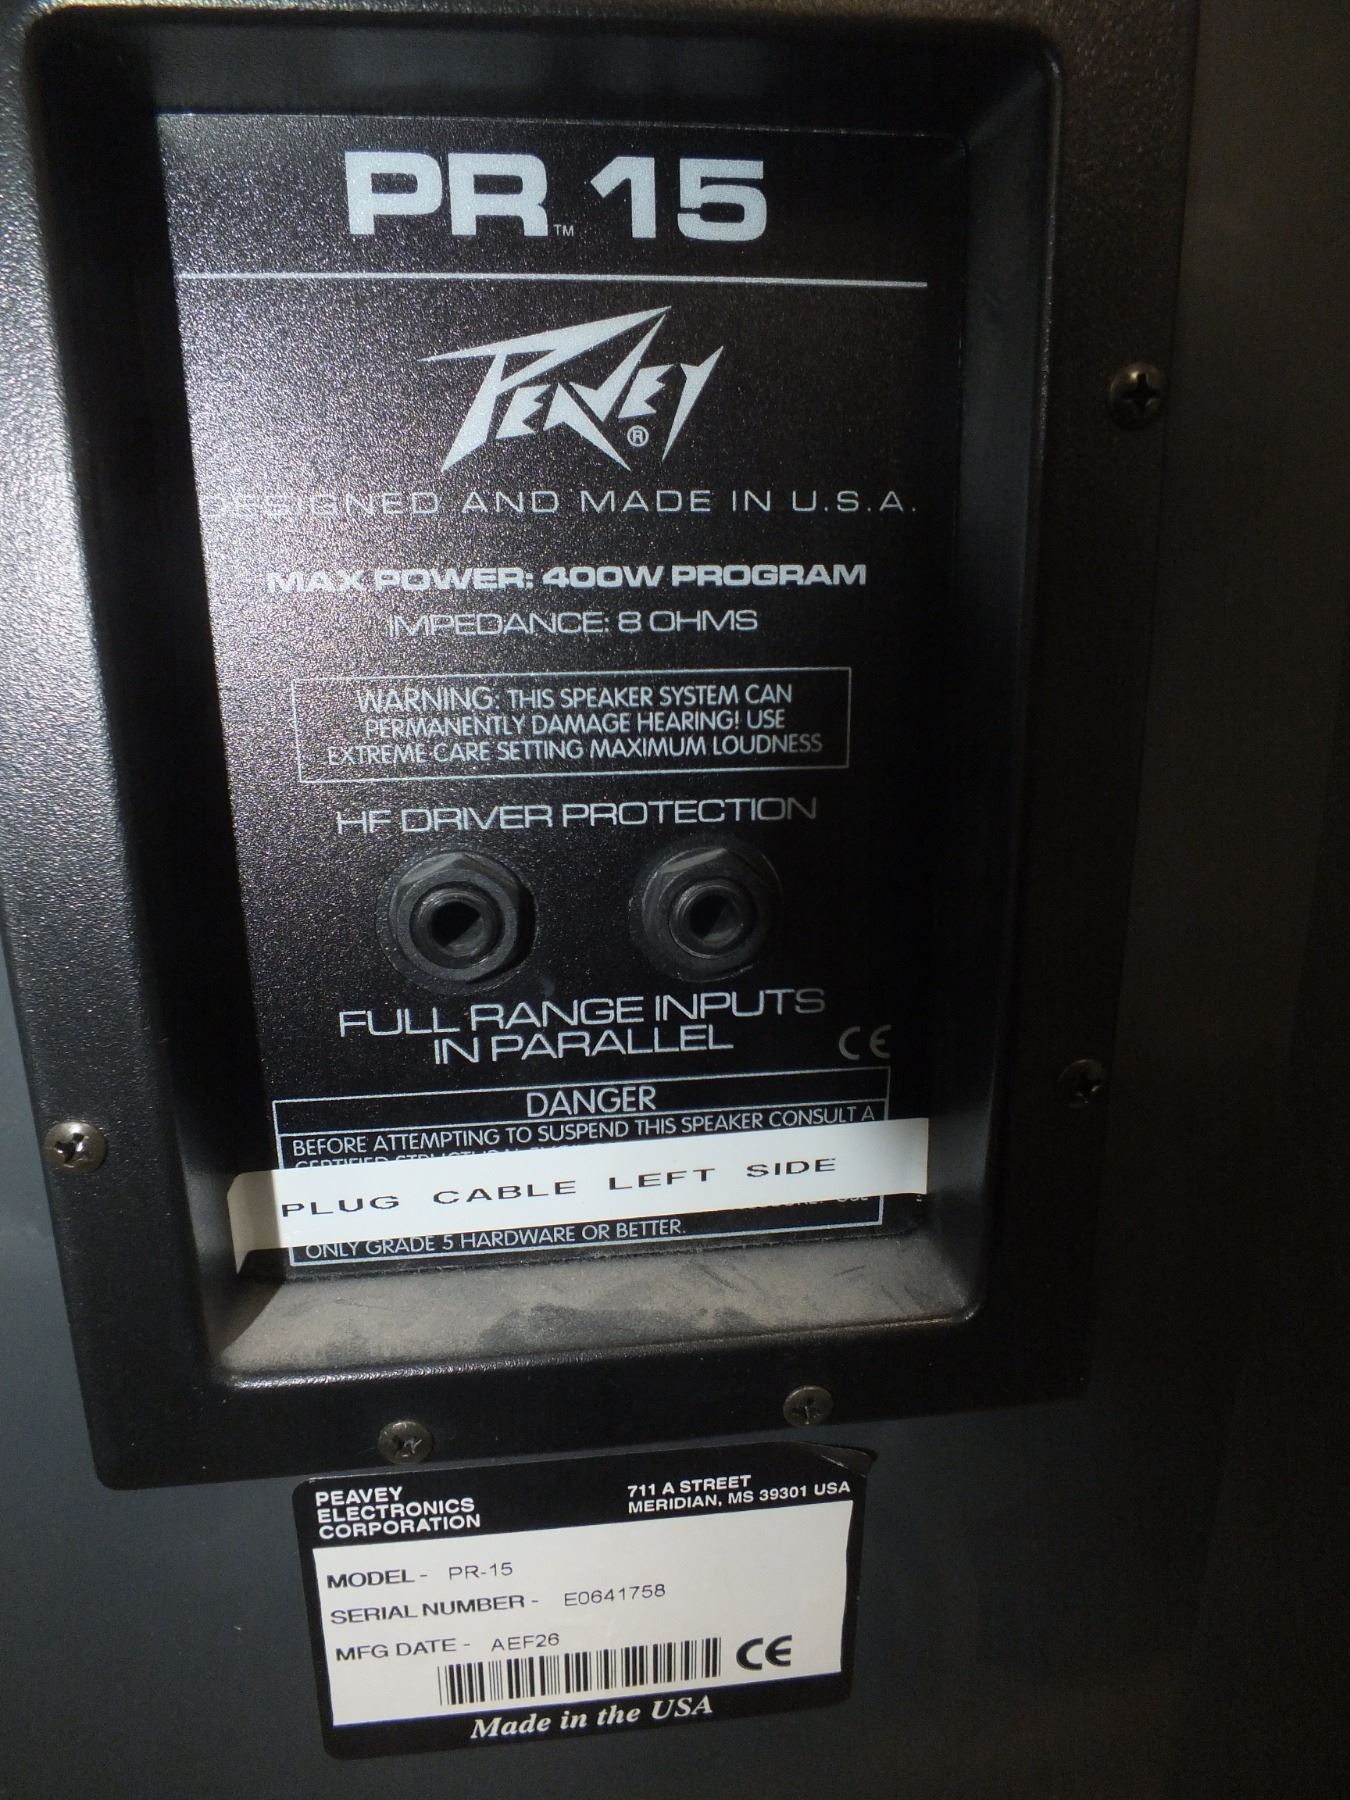 PR™ 15
PEAVEY®
DESIGNED AND MADE IN U.S.A.
MAX POWER: 400W PROGRAM
IMPEDANCE: 8 OHMS
WARNING: THIS SPEAKER SYSTEM CAN
PERMANENTLY DAMAGE HEARING! USE
EXTREME CARE SETTING MAXIMUM LOUDNESS
HF DRIVER PROTECTION
FULL RANGE INPUTS
IN PARALLEL
CE
DANGER
BEFORE ATTEMPTING TO SUSPEND THIS SPEAKER CONSULT A
PLUG CABLE LEFT SIDE
ONLY GRADE 5 HARDWARE OR BETTER.
PEAVEY
ELECTRONICS
CORPORATION
711 A STREET
MERIDIAN, MS 39301 USA
MODEL - PR-15
SERIAL NUMBER - E0641758
MFG DATE - AEF26
CE
Made in the USA